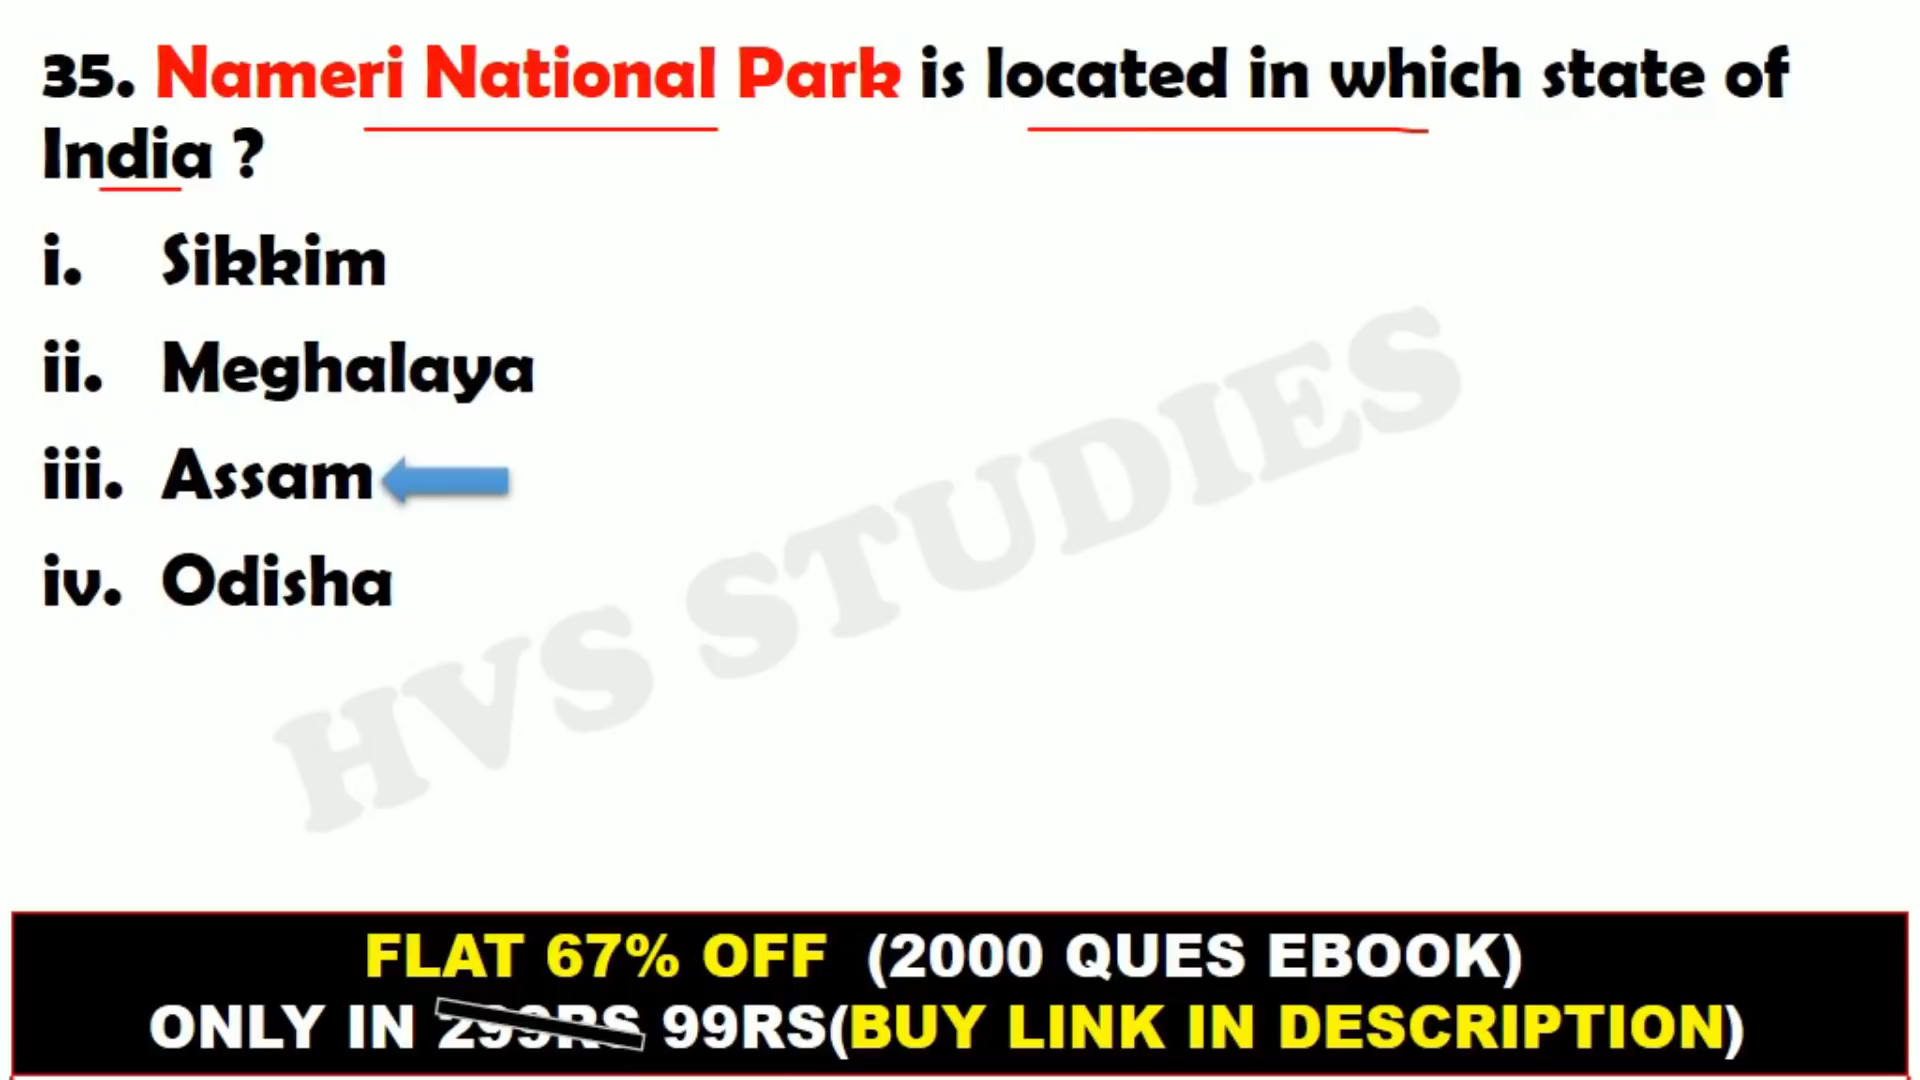 35. Nameri National Park is located in which state of
India ?
i. Sikkim
ii. Meghalaya
iii. Assam
iv. Odisha
HVS STUDIES
FLAT 67% OFF (2000 QUES EBOOK)
ONLY IN 299RS 99RS(BUY LINK IN DESCRIPTION)